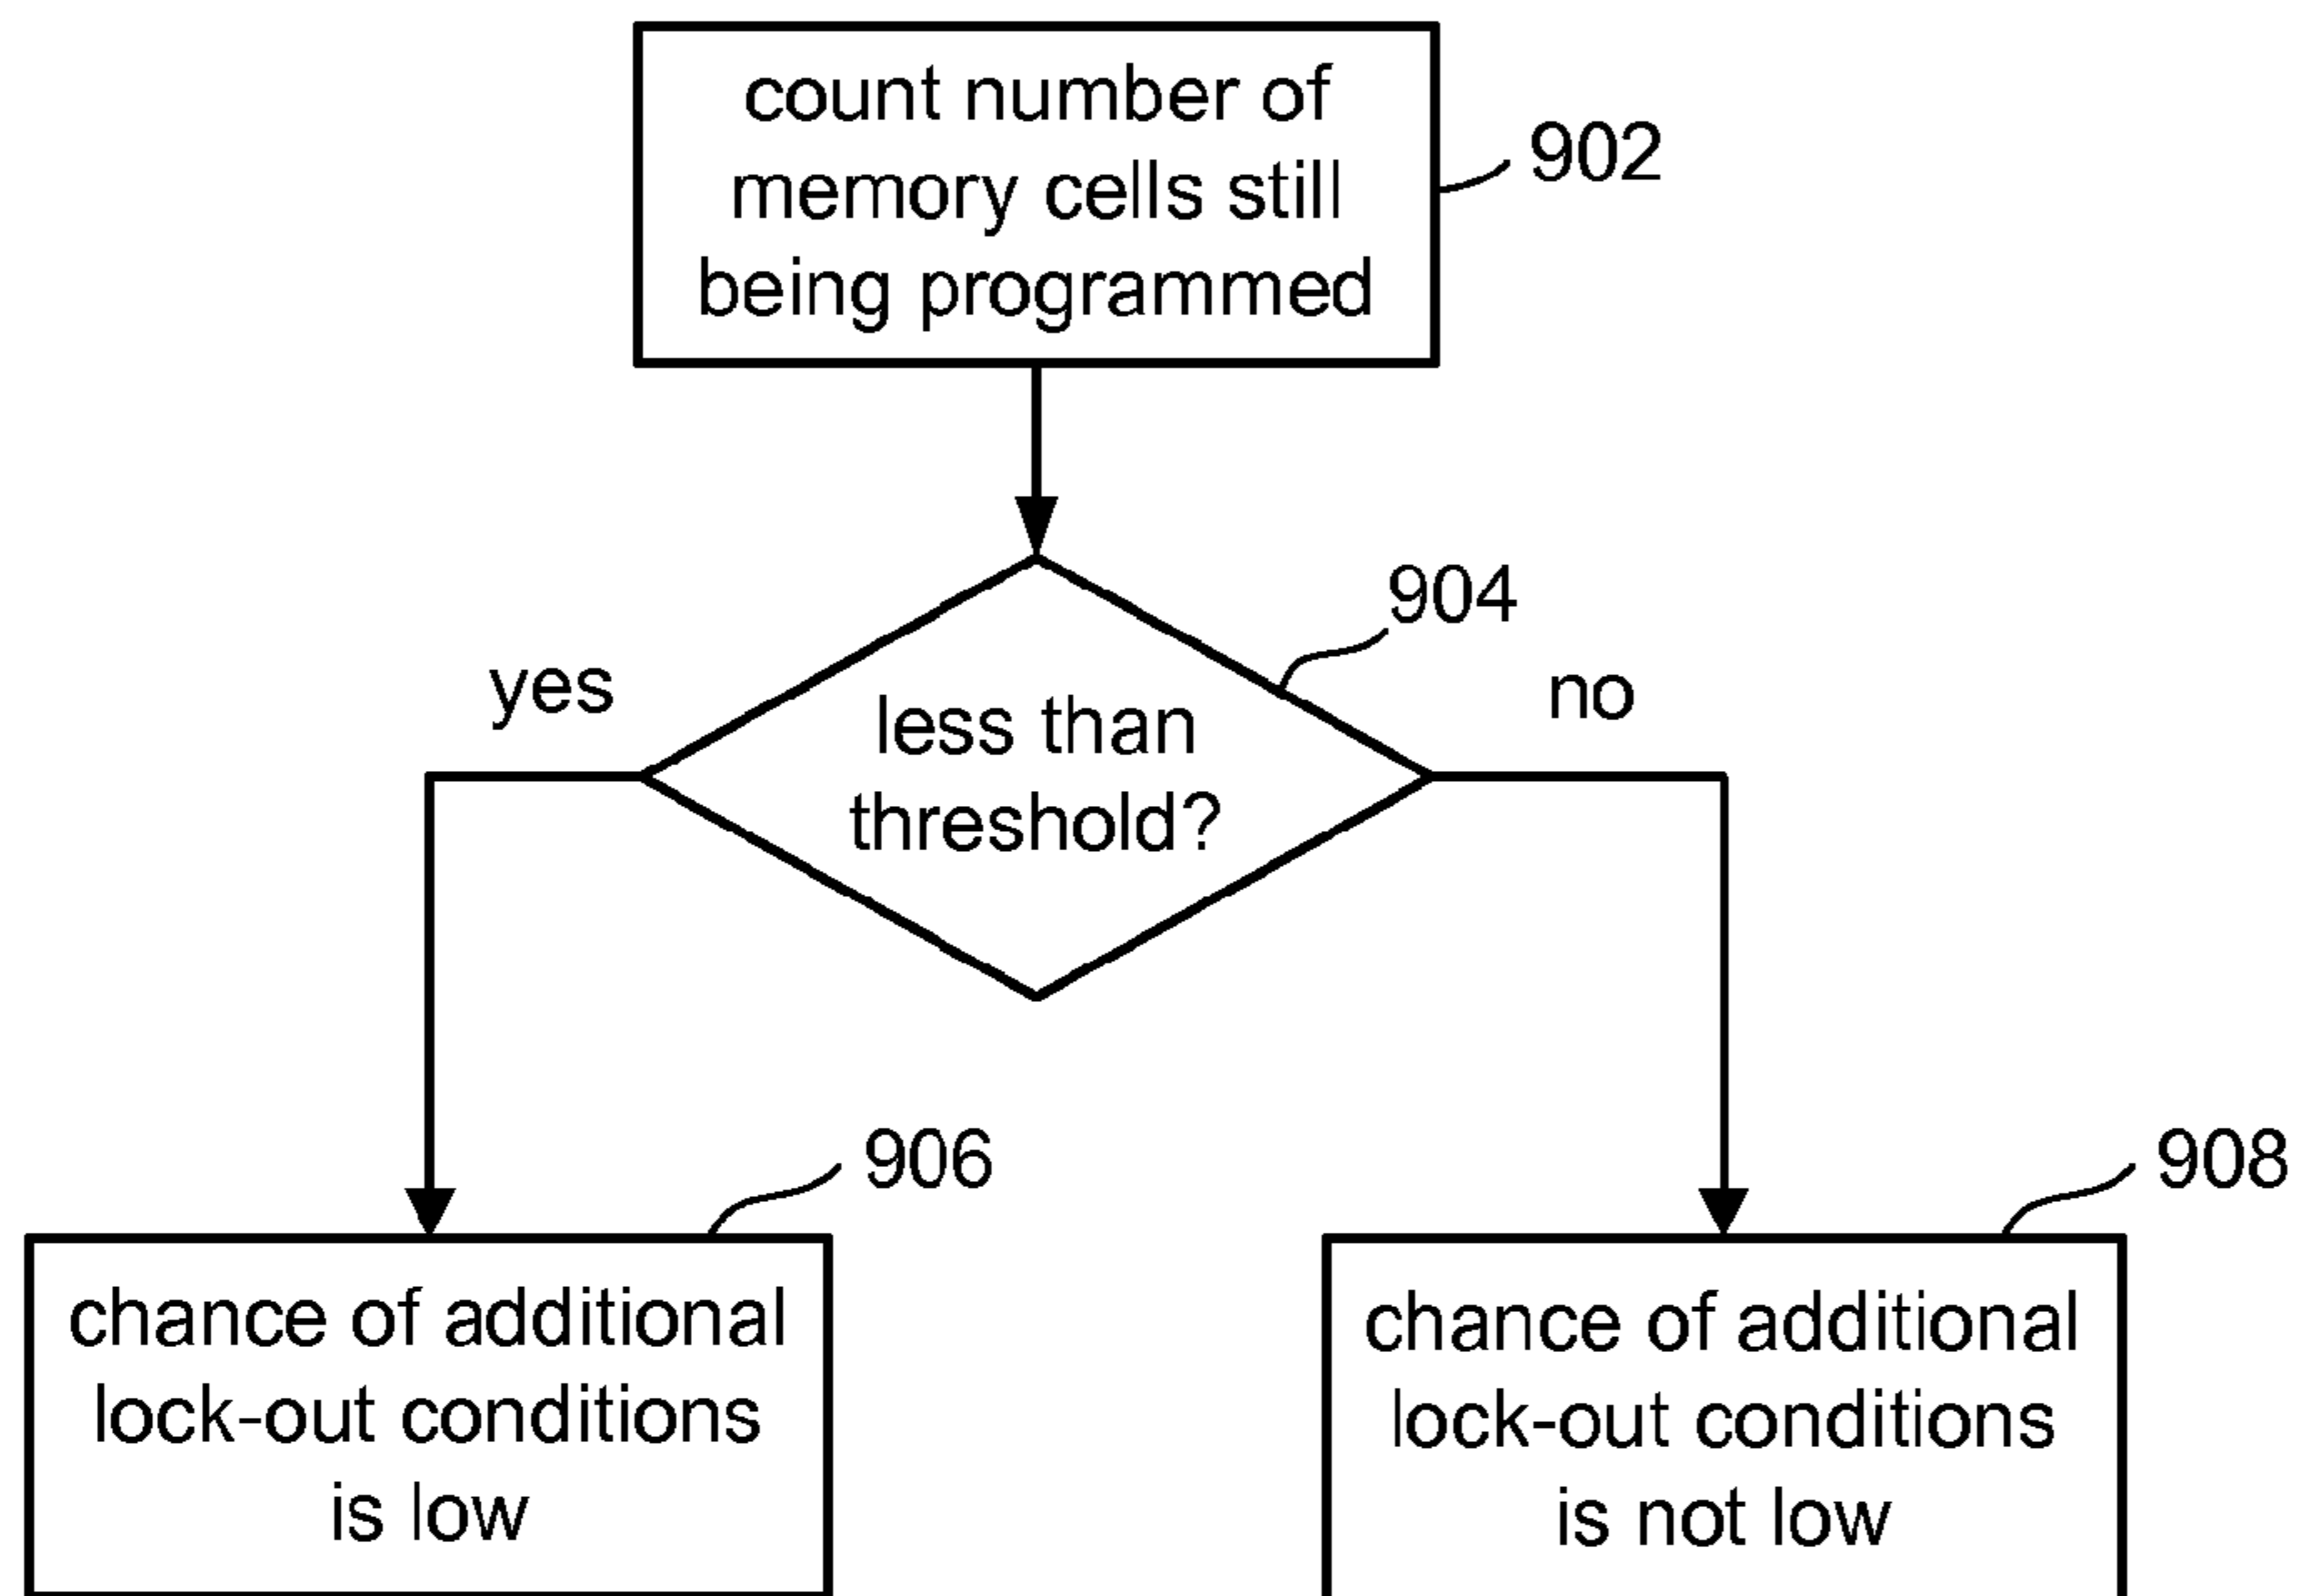 count number of
memory cells still
being programmed
902
904
yes
no
less than
threshold?
906
908
chance of additional
lock-out conditions
is low
chance of additional
lock-out conditions
is not low